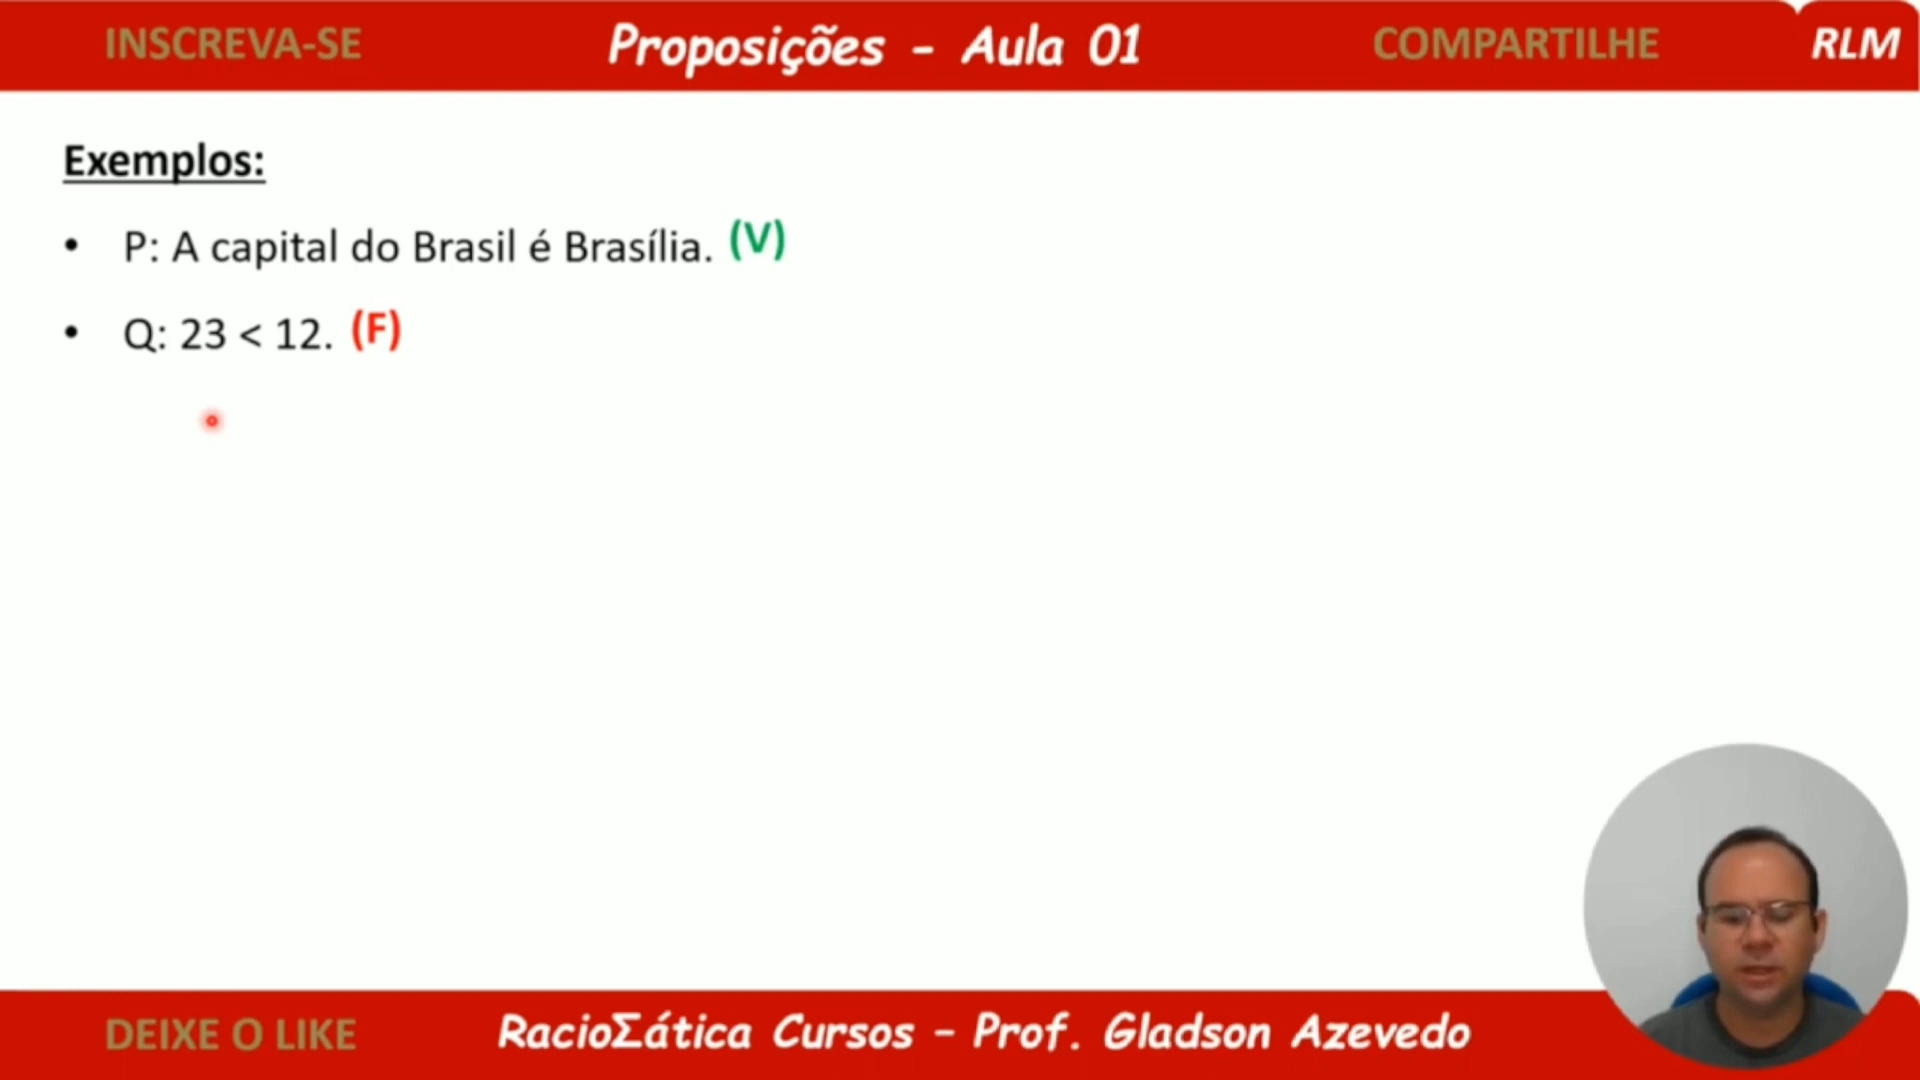 INSCREVA-SE
Proposições - Aula 01
COMPARTILHE
RLM
Exemplos:
• P: A capital do Brasil é Brasília. (V)
• Q: 23 < 12. (F)
DEIXE O LIKE
RacioΣática Cursos – Prof. Gladson Azevedo